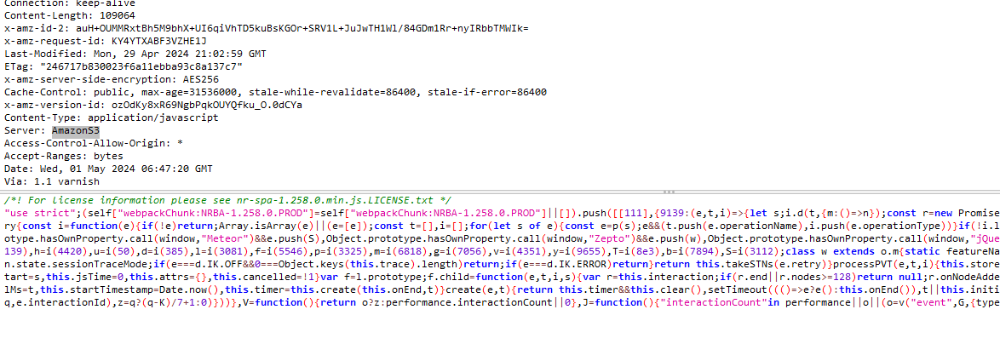 Connection: keep-alive
Content-Length: 109064
x-amz-id-2: auH+OUMMRxtBh5M9bhX+UI6qiVhTD5kuBsKGOr+SRV1L+JuJwTH1Wl/84GDm1Rr+nyIRbbTMWIk=
x-amz-request-id: KY4YTXABF3VZHE1J
Last-Modified: Mon, 29 Apr 2024 21:02:59 GMT
ETag: "246717b830023f6a11ebba93c8a137c7"
x-amz-server-side-encryption: AES256
Cache-Control: public, max-age=31536000, stale-while-revalidate=86400, stale-if-error=86400
x-amz-version-id: ozOdKy8xR69NgbPqkOUYQfku_O.0dCYa
Content-Type: application/javascript
Server: AmazonS3
Access-Control-Allow-Origin: *
Accept-Ranges: bytes
Date: Wed, 01 May 2024 06:47:20 GMT
Via: 1.1 varnish
/*! For license information please see nr-spa-1.258.0.min.js.LICENSE.txt */
"use strict";(self["webpackChunk:NRBA-1.258.0.PROD"]=self["webpackChunk:NRBA-1.258.0.PROD"]||[]).push([[111],{9139:(e,t,i)=>{let s;i.d(t,{m:()=>n});const r=new Promise
ry{const i=function(e){if(!e)return;Array.isArray(e)||(e=[e]);const t=[],i=[];for(let s of e){const e=p(s);e&&(t.push(e.operationName),i.push(e.operationType))}if(!i.l
otype.hasOwnProperty.call(window,"Meteor")&&e.push(S),Object.prototype.hasOwnProperty.call(window,"Zepto")&&e.push(w),Object.prototype.hasOwnProperty.call(window,"jQue
139),h=i(4420),u=i(50),d=i(385),l=i(3081),f=i(5546),p=i(3325),m=i(6818),g=i(7056),v=i(4351),y=i(9655),T=i(8e3),b=i(7894),S=i(3112);class w extends o.m{static featureNa
n.state.sessionTraceMode;if(e===d.IK.OFF&&0===Object.keys(this.trace).length)return;if(e===d.IK.ERROR)return}return this.takeSTNs(e.retry)}processPVT(e,t,i){this.store
tart=s,this.jsTime=0,this.attrs={},this.cancelled=!1}var f=l.prototype;f.child=function(e,t,i,s){var r=this.interaction;if(r.end||r.nodes>=128)return null;r.onNodeAdde
lMs=t,this.startTimestamp=Date.now(),this.timer=this.create(this.onEnd,t)}create(e,t){return this.timer&&this.clear(),setTimeout((()=>e?e():this.onEnd()),t||this.initi
q,e.interactionId),z=q?(q-K)/7+1:0)}))}},V=function(){return o?z:performance.interactionCount||0},J=function(){"interactionCount"in performance||o||(o=v("event",G,{type